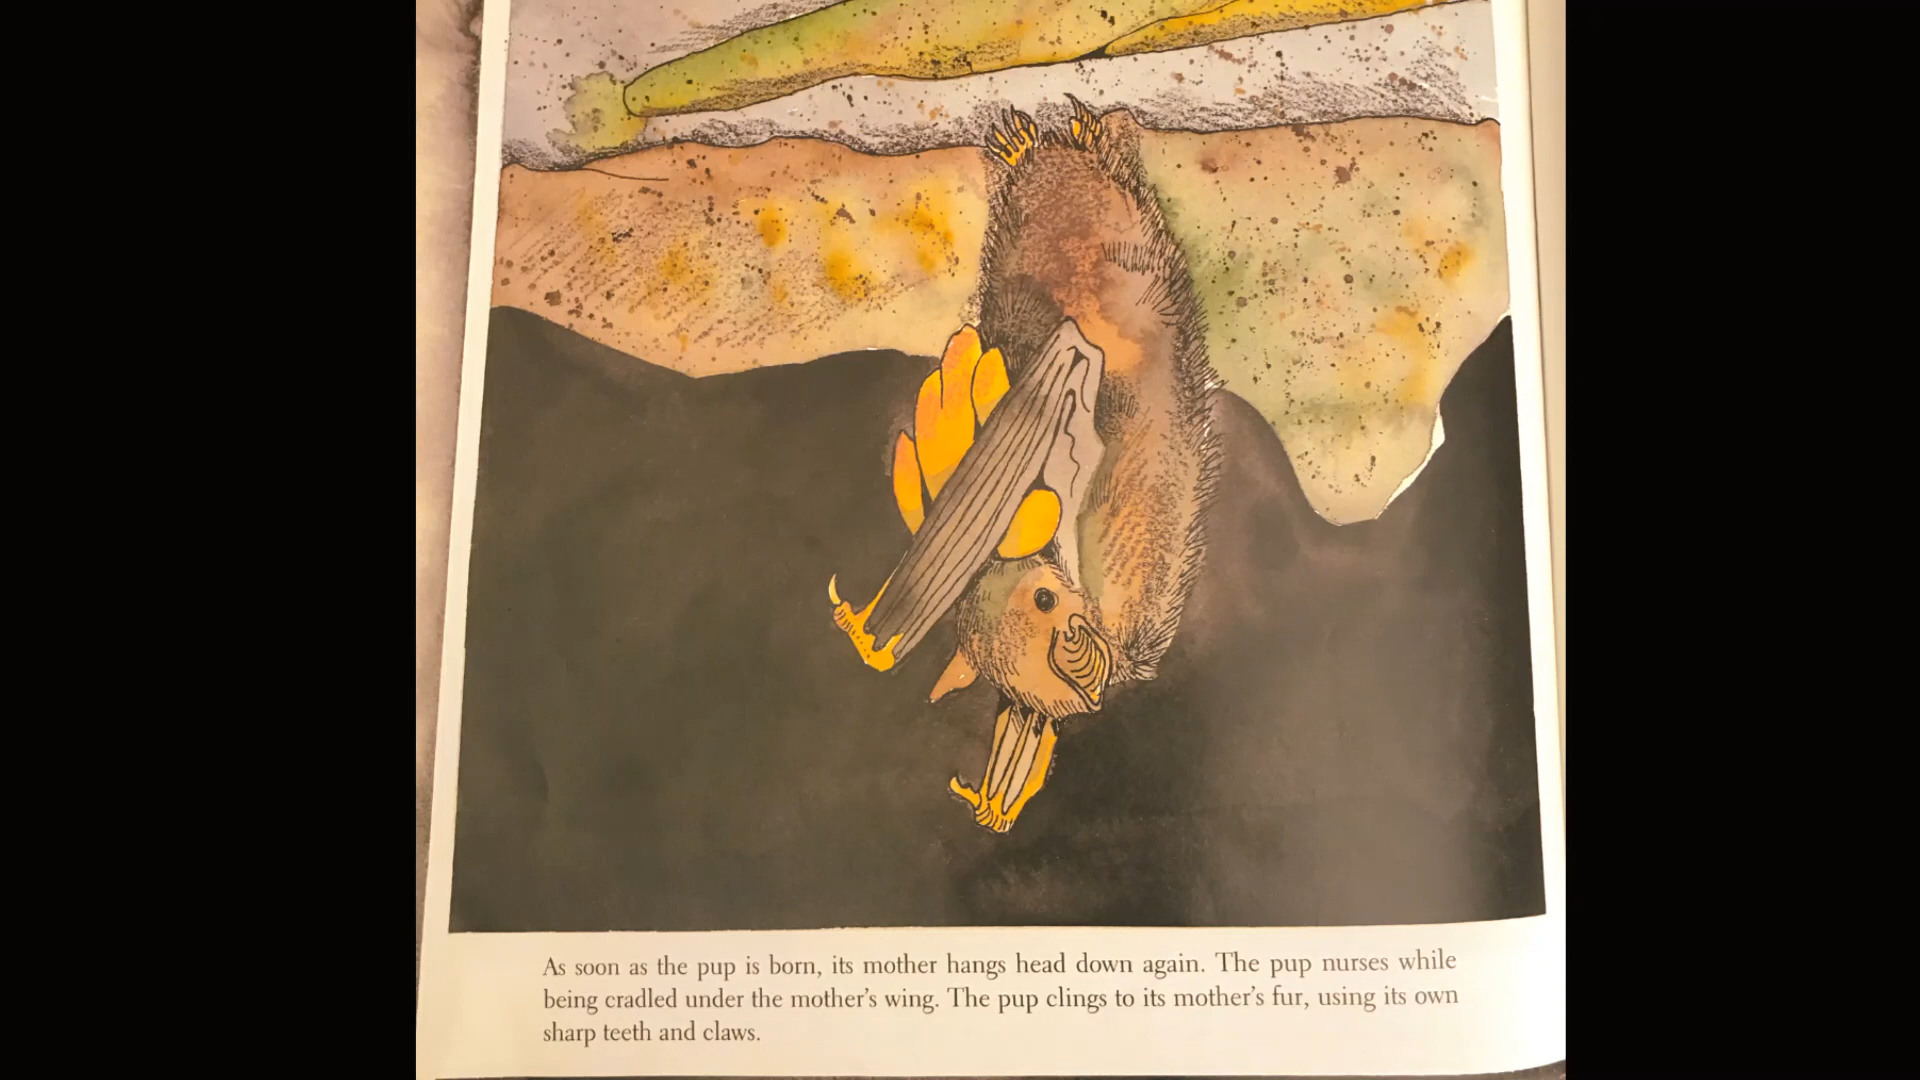 As soon as the pup is born, its mother hangs head down again. The pup nurses while
being cradled under the mother's wing. The pup clings to its mother's fur, using its own
sharp teeth and claws.